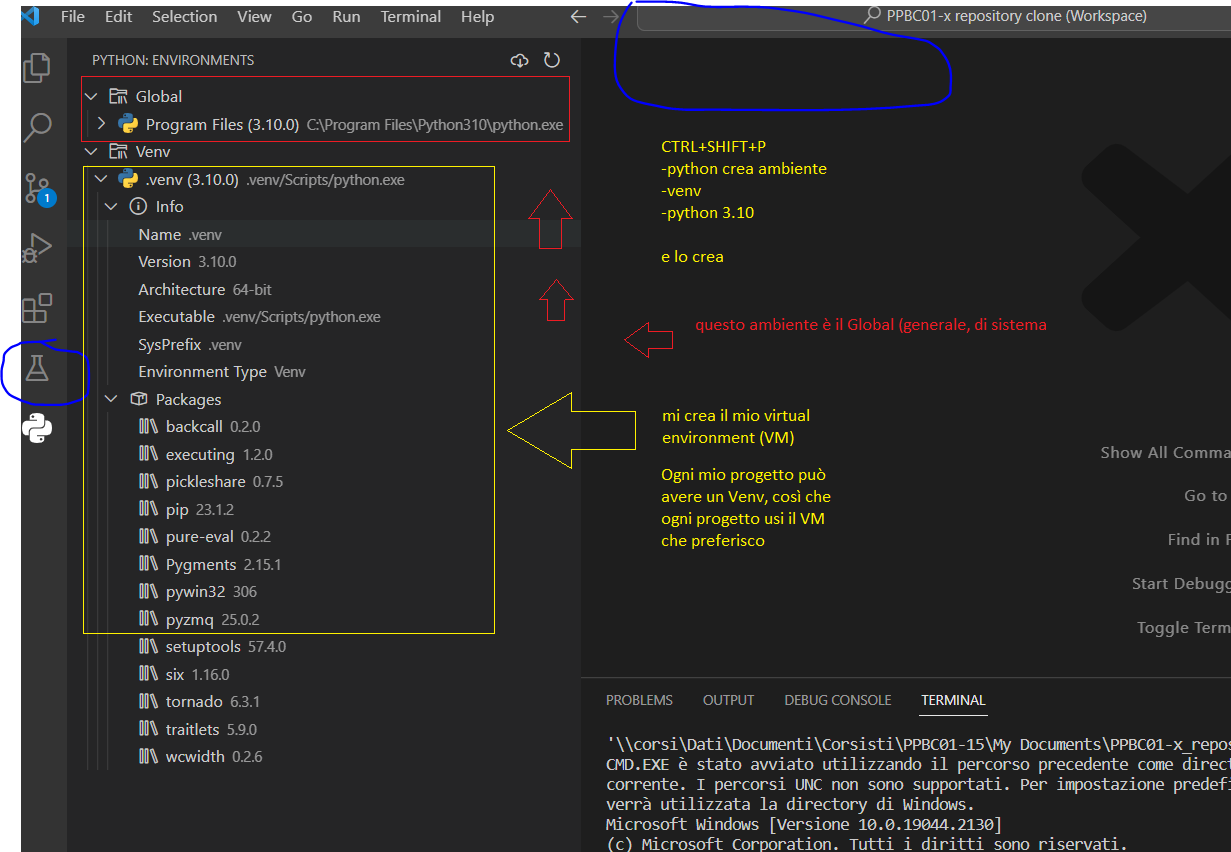 File Edit Selection View Go Run Terminal Help
PPBC01-x repository clone (Workspace)
PYTHON: ENVIRONMENTS
Global
Program Files (3.10.0) C:\Program Files\Python310\python.exe
Venv
.venv (3.10.0) .venv/Scripts/python.exe
Info
Name .venv
Version 3.10.0
Architecture 64-bit
Executable .venv/Scripts/python.exe
SysPrefix .venv
Environment Type Venv
Packages
backcall 0.2.0
executing 1.2.0
pickleshare 0.7.5
pip 23.1.2
pure-eval 0.2.2
Pygments 2.15.1
pywin32 306
pyzmq 25.0.2
setuptools 57.4.0
six 1.16.0
tornado 6.3.1
traitlets 5.9.0
wcwidth 0.2.6
1
CTRL+SHIFT+P
-python crea ambiente
-venv
-python 3.10
e lo crea
questo ambiente è il Global (generale, di sistema
mi crea il mio virtual
environment (VM)
Ogni mio progetto può
avere un Venv, così che
ogni progetto usi il VM
che preferisco
Show All Comma
Go to
Find in F
Start Debugg
Toggle Term
PROBLEMS OUTPUT DEBUG CONSOLE TERMINAL
'\\corsi\Dati\Documenti\Corsisti\PPBC01-15\My Documents\PPBC01-x_repos
CMD.EXE è stato avviato utilizzando il percorso precedente come direct
corrente. I percorsi UNC non sono supportati. Per impostazione predefi
verrà utilizzata la directory di Windows.
Microsoft Windows [Versione 10.0.19044.2130]
(c) Microsoft Corporation. Tutti i diritti sono riservati.